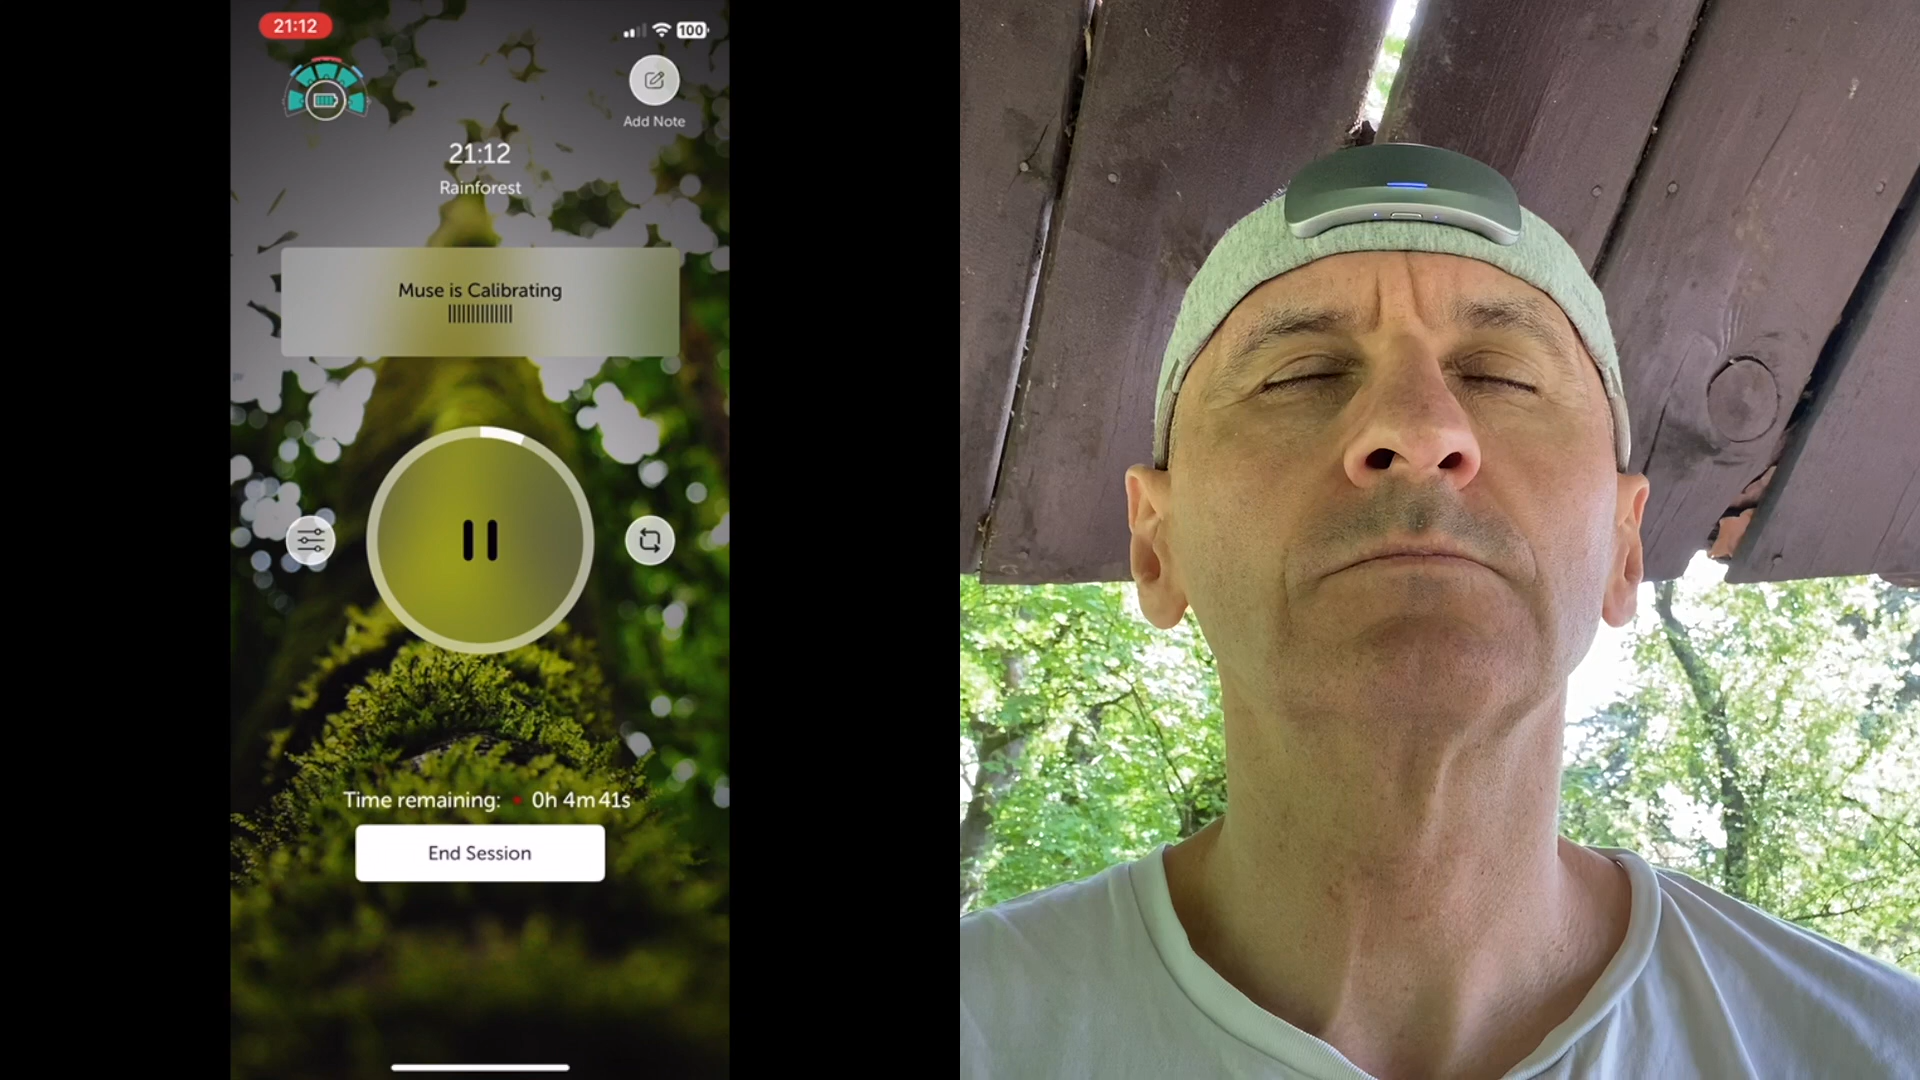 21:12
100
Add Note
21:12
Rainforest
Muse is Calibrating
Time remaining: 0h 4m 41s
End Session